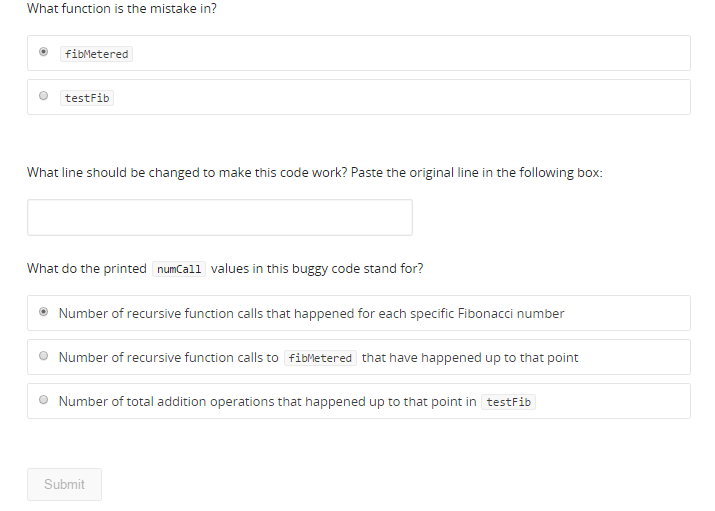 What function is the mistake in?
fibMetered
testFib
What line should be changed to make this code work? Paste the original line in the following box:
What do the printed numCall values in this buggy code stand for?
Number of recursive function calls that happened for each specific Fibonacci number
Number of recursive function calls to fibMetered that have happened up to that point
Number of total addition operations that happened up to that point in testFib
Submit